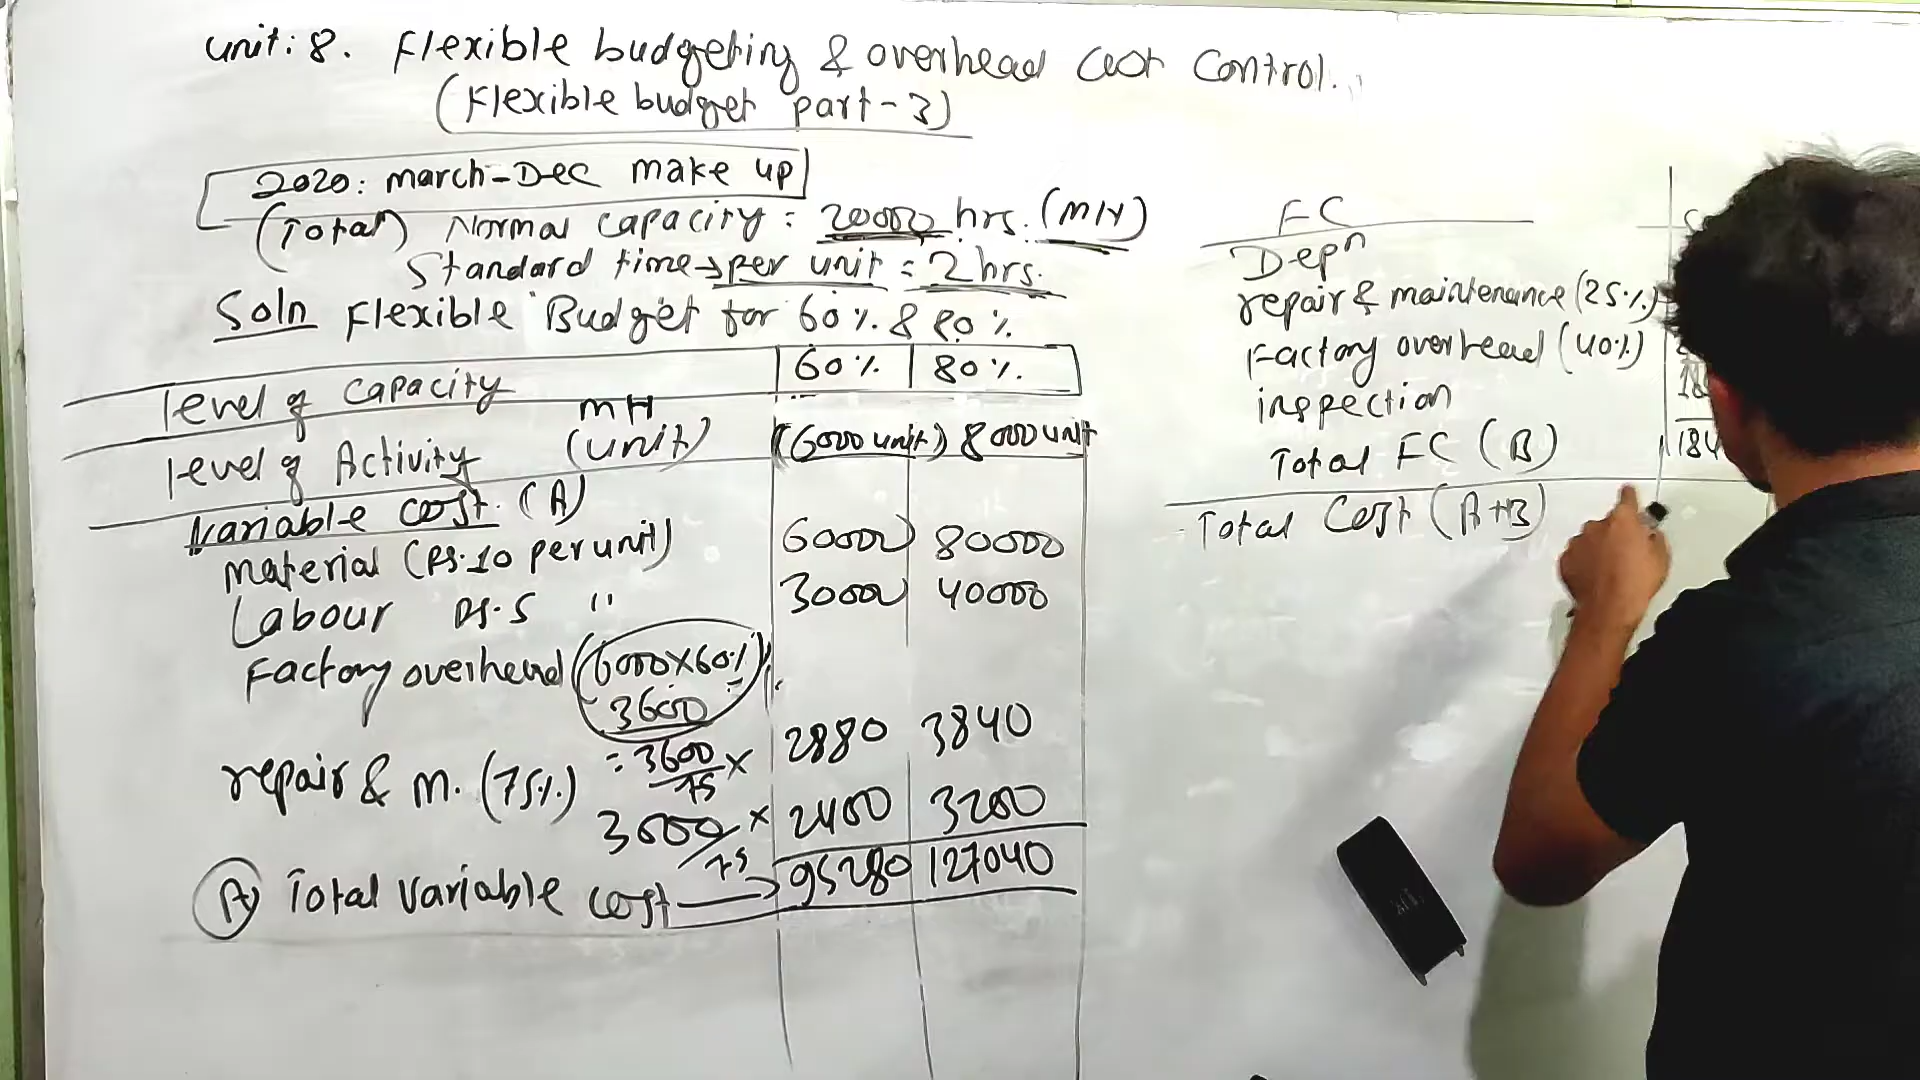 unit: 8. Flexible budgeting & overhead cost control.
(Flexible budget part-3)
2020: march-Dec make up
(Total) Normal capacity = 20000 hrs. (M/H)
Standard time → per unit = 2 hrs.
Soln Flexible Budget for 60% & 80%
level of capacity 60% 80%
level of Activity MH (unit) (6000 unit) 8000 unit
Variable cost. (A)
material (Rs.10 per unit) 60000 80000
Labour Rs.5 " 30000 40000
Factory overhead (6000x60%)
3600
= 3600/75 x 2880 3840
repair & m. (75%) 3000/75 x 2400 3200
(A) Total variable cost → 95280 127040
FC
Depn
repair & maintenance (25%)
Factory overhead (40%)
inspection
Total FC (B) 184
Total Cost (A+B)